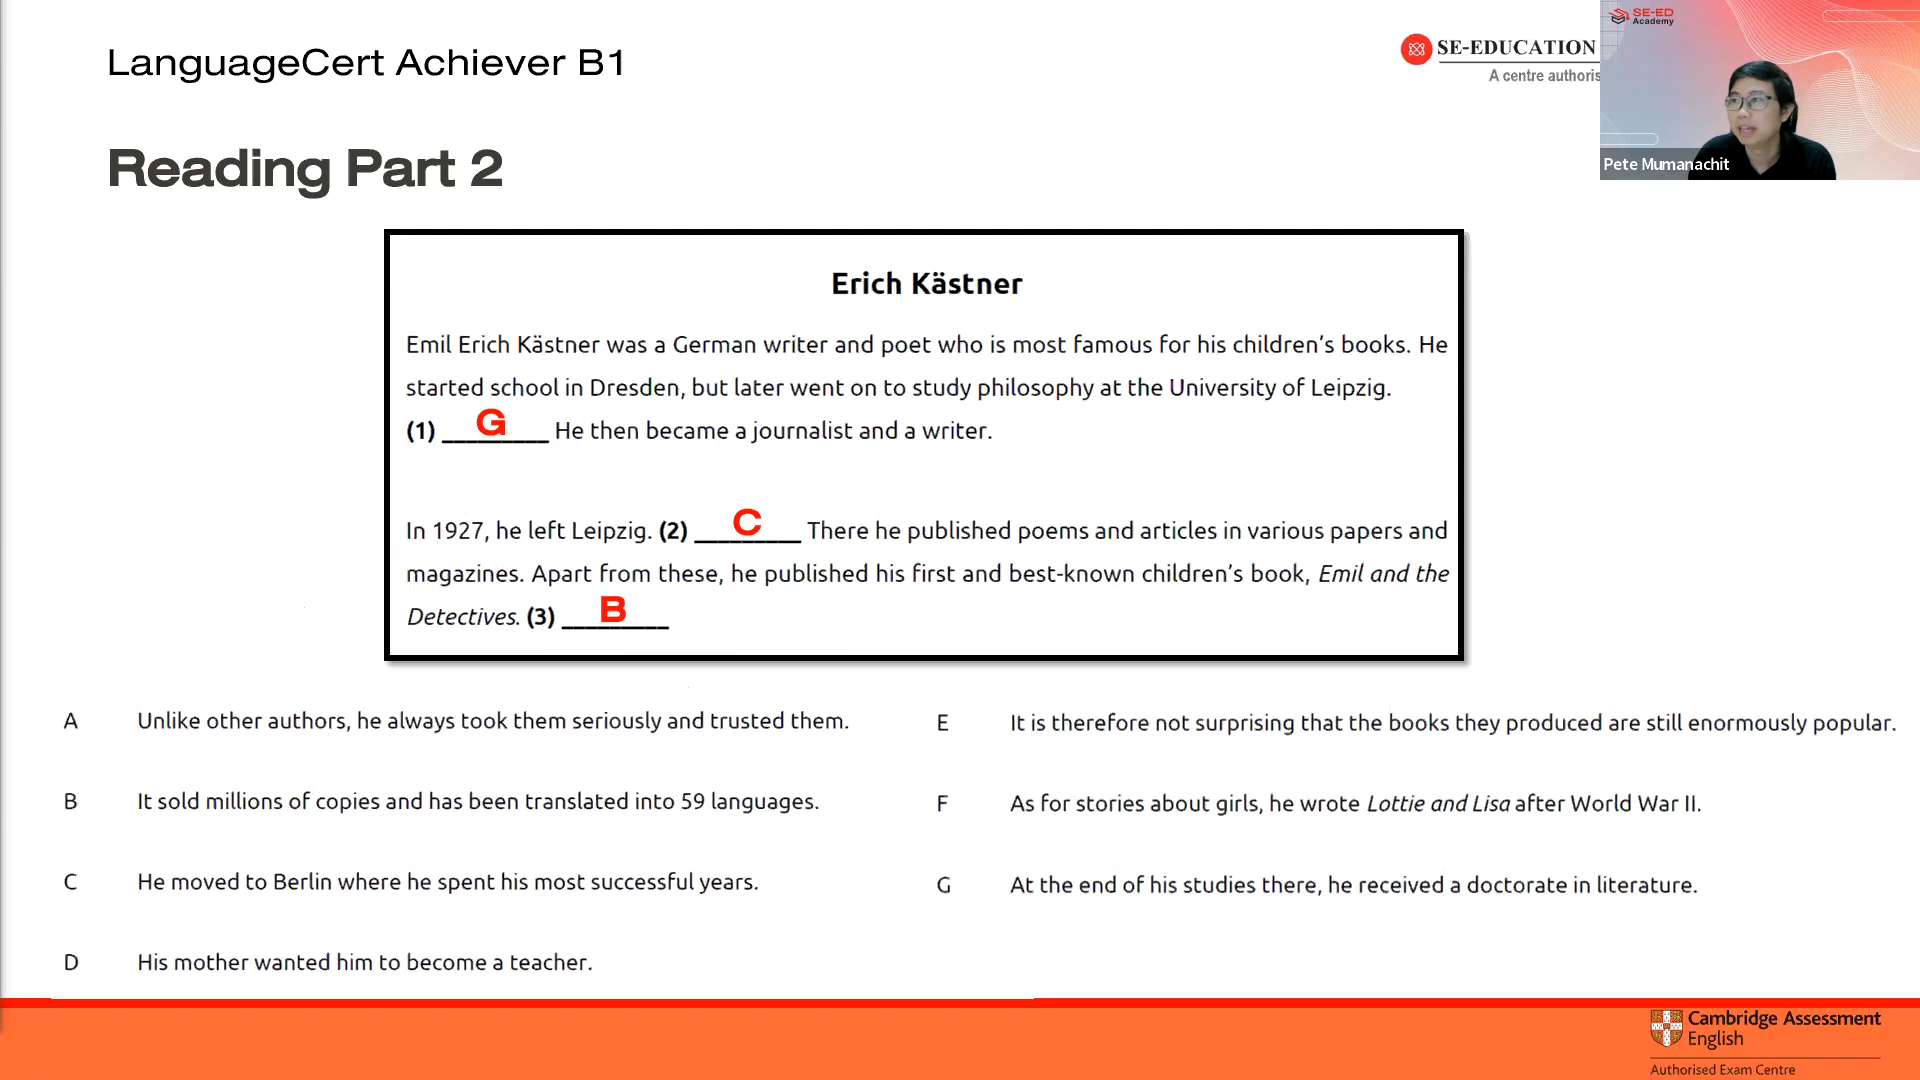 LanguageCert Achiever B1
SE-EDUCATION
A centre authoris
SE-ED
Academy
Pete Mumanachit
Reading Part 2
Erich Kästner
Emil Erich Kästner was a German writer and poet who is most famous for his children's books. He
started school in Dresden, but later went on to study philosophy at the University of Leipzig.
(1) _________ He then became a journalist and a writer.
G
In 1927, he left Leipzig. (2) _________ There he published poems and articles in various papers and
C
magazines. Apart from these, he published his first and best-known children's book, Emil and the
Detectives. (3) _________
B
A Unlike other authors, he always took them seriously and trusted them.
B It sold millions of copies and has been translated into 59 languages.
C He moved to Berlin where he spent his most successful years.
D His mother wanted him to become a teacher.
E It is therefore not surprising that the books they produced are still enormously popular.
F As for stories about girls, he wrote Lottie and Lisa after World War II.
G At the end of his studies there, he received a doctorate in literature.
Cambridge Assessment
English
Authorised Exam Centre